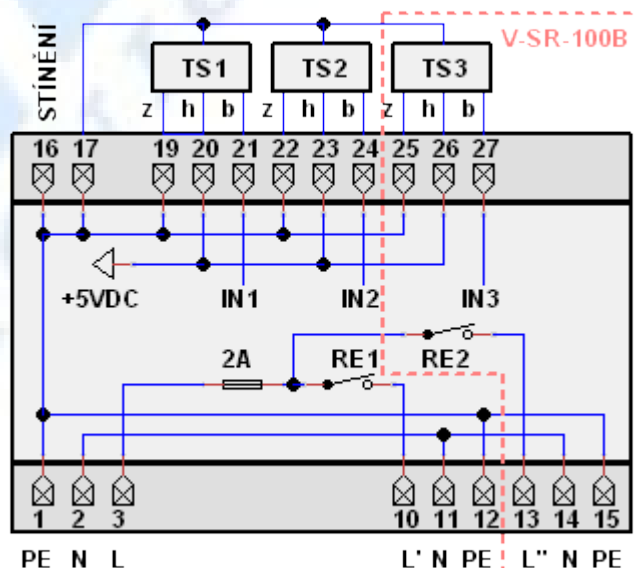 STÍNĚNÍ
V-SR-100B
TS1 TS2 TS3
z h b z h b z h b
16 17 19 20 21 22 23 24 25 26 27
+5VDC IN1 IN2 IN3
2A RE1 RE2
1 2 3 10 11 12 13 14 15
PE N L L' N PE L" N PE